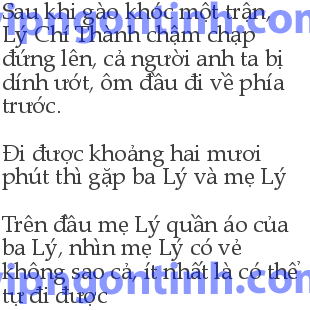 Sau khi gào khóc một trận,
Lý Chí Thành chậm chạp
đứng lên, cả người anh ta bị
dính ướt, ôm đầu đi về phía
trước.
Đi được khoảng hai mươi
phút thì gặp ba Lý và mẹ Lý
Trên đầu mẹ Lý quần áo của
ba Lý, nhìn mẹ Lý có vẻ
không sao cả, ít nhất là có thể
tự đi được